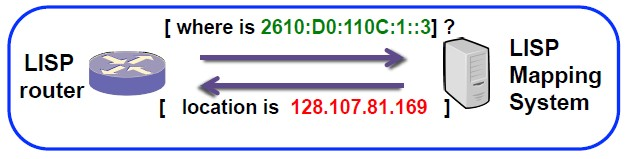 [ where is 2610:D0:110C:1::3] ?
LISP
router
LISP
Mapping
System
[ location is 128.107.81.169 ]